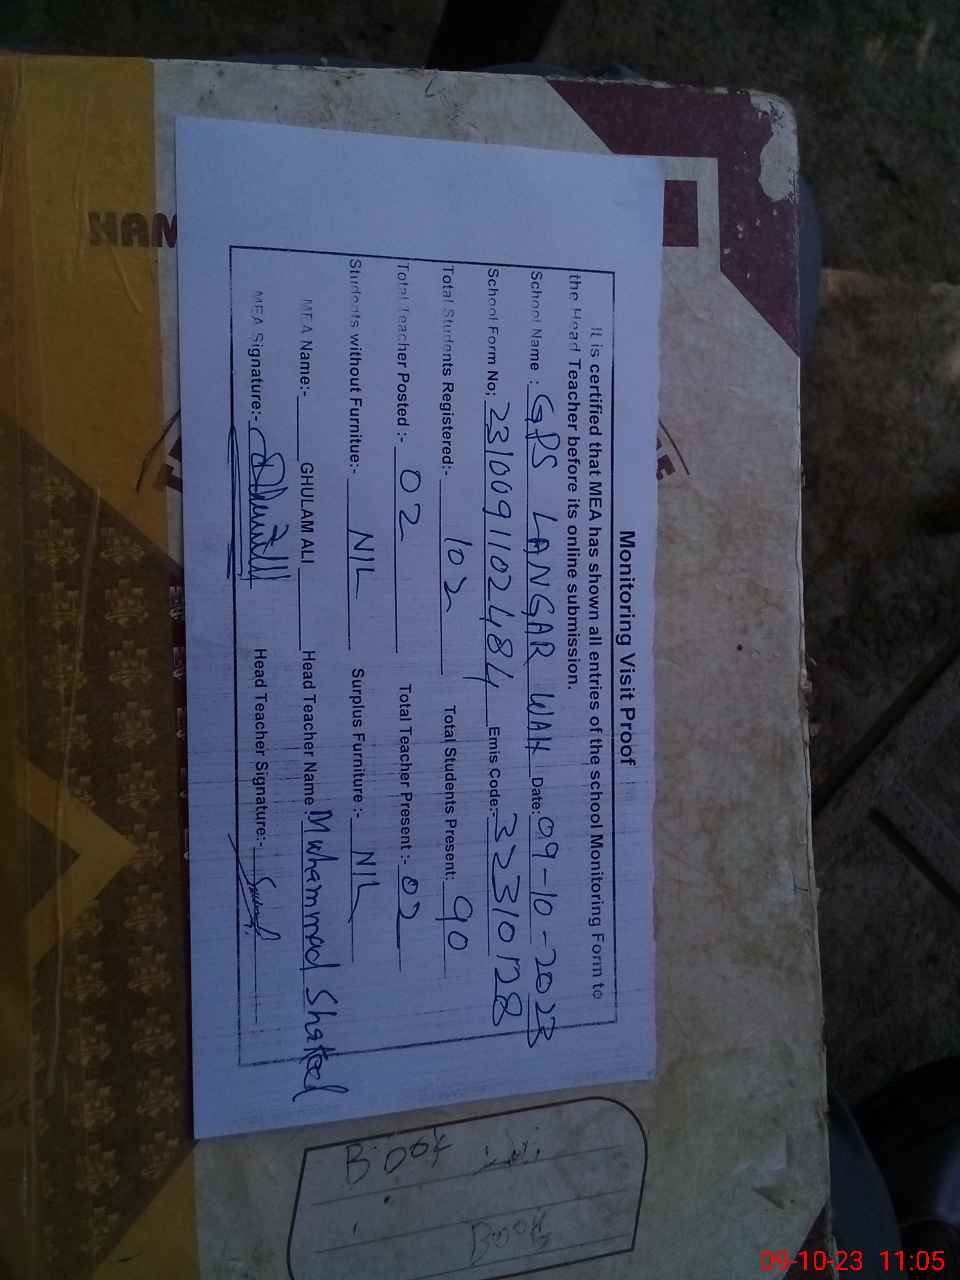 Monitoring Visit Proof
It is certified that MEA has shown all entries of the school Monitoring Form to
the Head Teacher before its online submission.
School Name : GPS LANGAR WAH Date: 09-10-2023
School Form No; 231009110248 4 Emis Code:- 32310128
Total Students Registered:- 102 Total Students Present: 90
Total Teacher Posted :- 02 Total Teacher Present :- 02
Students without Furnitue:- NIL Surplus Furniture :- NIL
MEA Name:- GHULAM ALI Head Teacher Name Muhammad Shakeel
MEA Signature:- Head Teacher Signature:-
HAM
Book
Book
09-10-23 11:05